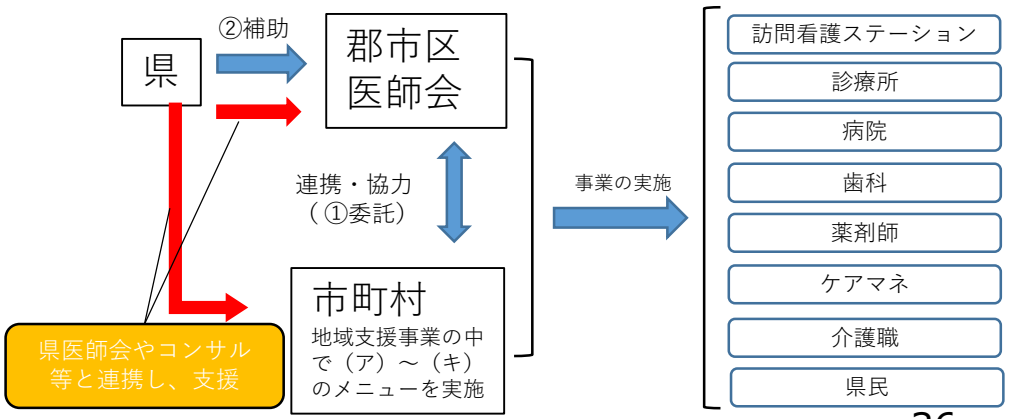 ②補助
県
郡市区
医師会
連携・協力
（①委託）
市町村
地域支援事業の中
で（ア）～（キ）
のメニューを実施
県医師会やコンサル
等と連携し、支援
事業の実施
訪問看護ステーション
診療所
病院
歯科
薬剤師
ケアマネ
介護職
県民